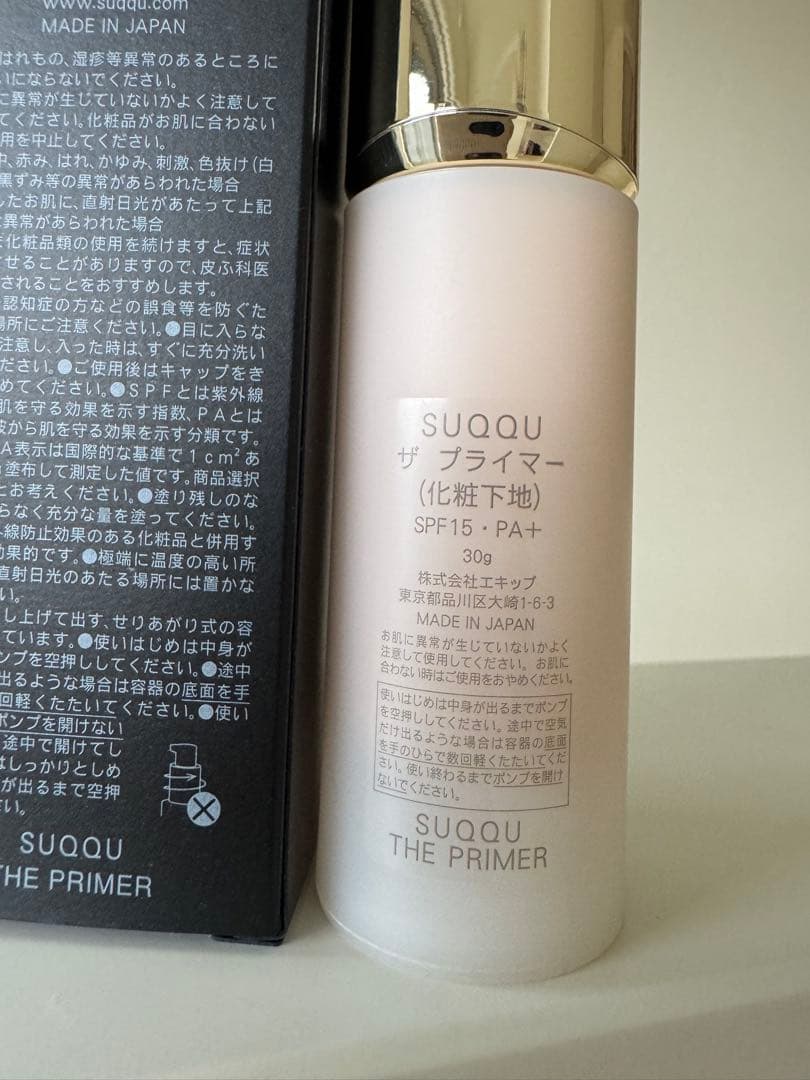 www.suqqu.com
MADE IN JAPAN
はれもの、湿疹等異常のあるところに
いにならないでください。
に異常が生じていないかよく注意して
てください。化粧品がお肌に合わない
用を中止してください。
中、赤み、はれ、かゆみ、刺激、色抜け(白
黒ずみ等の異常があらわれた場合
したお肌に、直射日光があたって上記
な異常があらわれた場合
ま化粧品類の使用を続けますと、症状
させることがありますので、皮ふ科医
されることをおすすめします。
認知症の方などの誤食等を防ぐた
場所にご注意ください。●目に入らな
注意し、入った時は、すぐに充分洗い
ださい。●ご使用後はキャップをき
めてください。●SPFとは紫外線
肌を守る効果を示す指数、PAとは
波から肌を守る効果を示す分類です。
A表示は国際的な基準で1cm²あ
塗布して測定した値です。商品選択
とお考えください。●塗り残しのな
らなく充分な量を塗ってください。
外線防止効果のある化粧品と併用す
効果的です。●極端に温度の高い所
直射日光のあたる場所には置かな
い。
し上げて出す、せりあがり式の容
ています。●使いはじめは中身が
ンプを空押ししてください。●途中
出るような場合は容器の底面を手
回軽くたたいてください。●使い
ポンプを開けない
途中で開けてし
はしっかりとしめ
が出るまで空押
さい。
SUQQU
THE PRIMER
SUQQU
ザ プライマー
(化粧下地)
SPF15・PA+
30g
株式会社エキップ
東京都品川区大崎1-6-3
MADE IN JAPAN
お肌に異常が生じていないかよく
注意して使用してください。お肌に
合わない時はご使用をおやめください。
使いはじめは中身が出るまでポンプ
を空押ししてください。途中で空気
だけ出るような場合は容器の底面
を手のひらで数回軽くたたいてくだ
さい。使い終わるまでポンプを開け
ないでください。
SUQQU
THE PRIMER